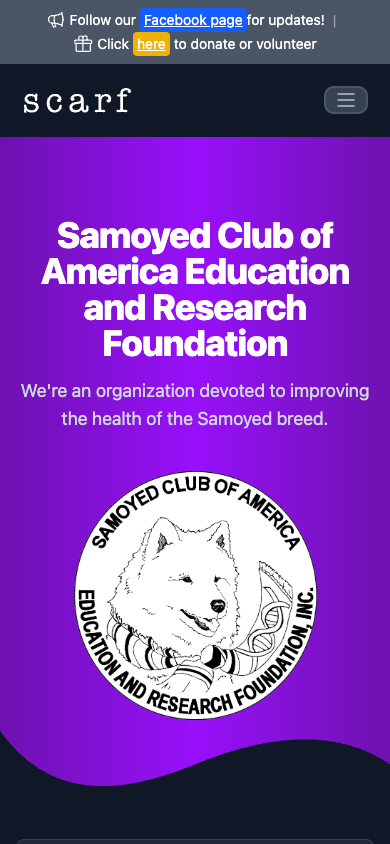 Follow our Facebook page for updates! |
Click here to donate or volunteer
scarf
Samoyed Club of
America Education
and Research
Foundation
We're an organization devoted to improving
the health of the Samoyed breed.
SAMOYED CLUB OF AMERICA
EDUCATION AND RESEARCH FOUNDATION, INC.